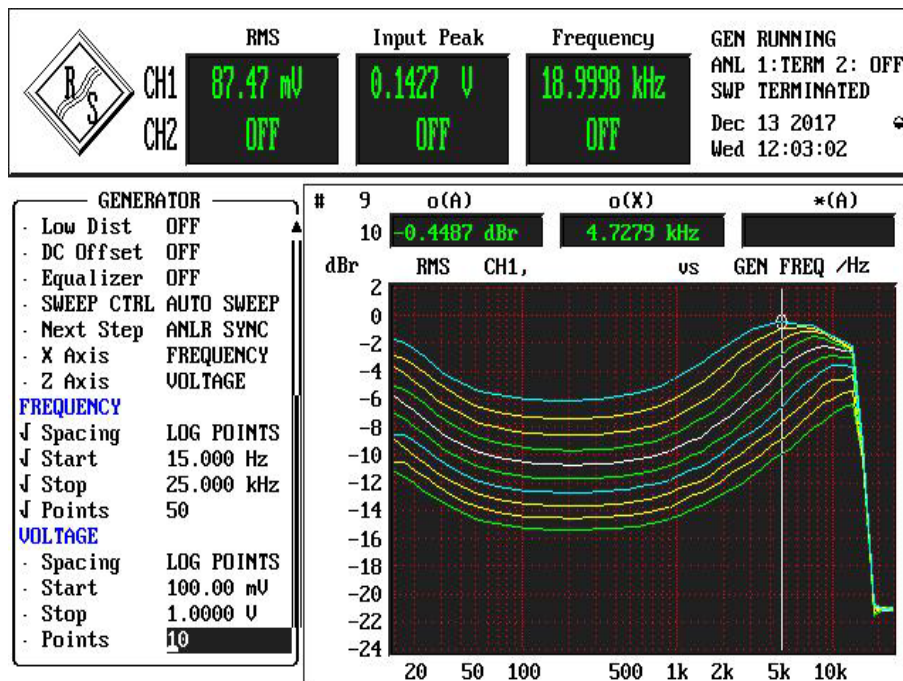 RMS Input Peak Frequency
CH1 87.47 mV 0.1427 V 18.9998 kHz
CH2 OFF OFF OFF
R S
GEN RUNNING
ANL 1:TERM 2: OFF
SWP TERMINATED
Dec 13 2017
Wed 12:03:02
GENERATOR
· Low Dist OFF
· DC Offset OFF
· Equalizer OFF
· SWEEP CTRL AUTO SWEEP
· Next Step ANLR SYNC
· X Axis FREQUENCY
· Z Axis VOLTAGE
FREQUENCY
√ Spacing LOG POINTS
√ Start 15.000 Hz
√ Stop 25.000 kHz
√ Points 50
VOLTAGE
· Spacing LOG POINTS
· Start 100.00 mV
· Stop 1.0000 V
· Points 10
# 9 o(A) o(X) *(A)
10 -0.4487 dBr 4.7279 kHz
dBr RMS CH1, vs GEN FREQ /Hz
2
0
-2
-4
-6
-8
-10
-12
-14
-16
-18
-20
-22
-24
20 50 100 500 1k 2k 5k 10k